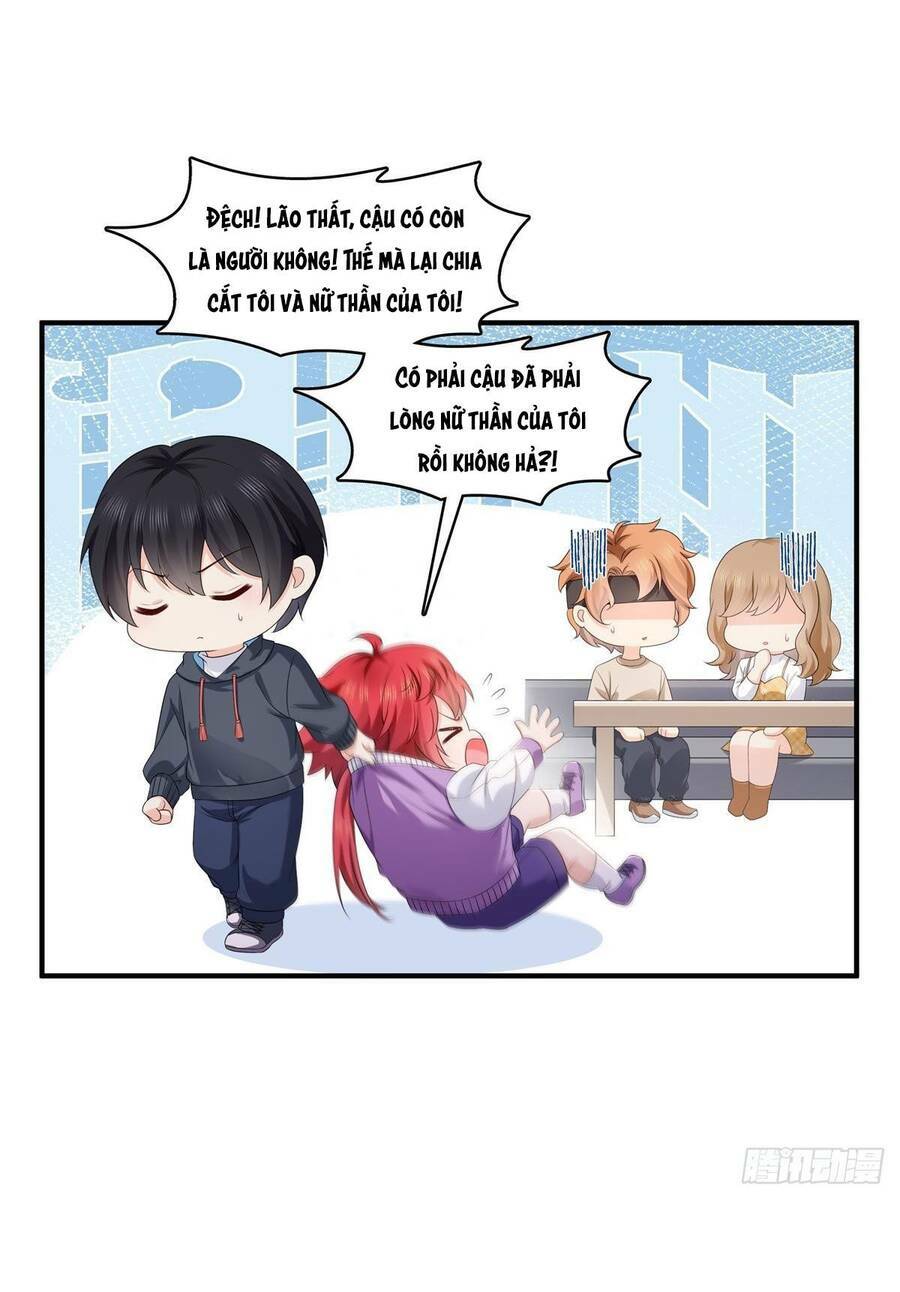 ĐỆCH! LÃO THẤT, CẬU CÓ CÒN
LÀ NGƯỜI KHÔNG! THẾ MÀ LẠI CHIA
CẮT TÔI VÀ NỮ THẦN CỦA TÔI!
CÓ PHẢI CẬU ĐÃ PHẢI
LÒNG NỮ THẦN CỦA TÔI
RỒI KHÔNG HẢ?!
腾讯动漫